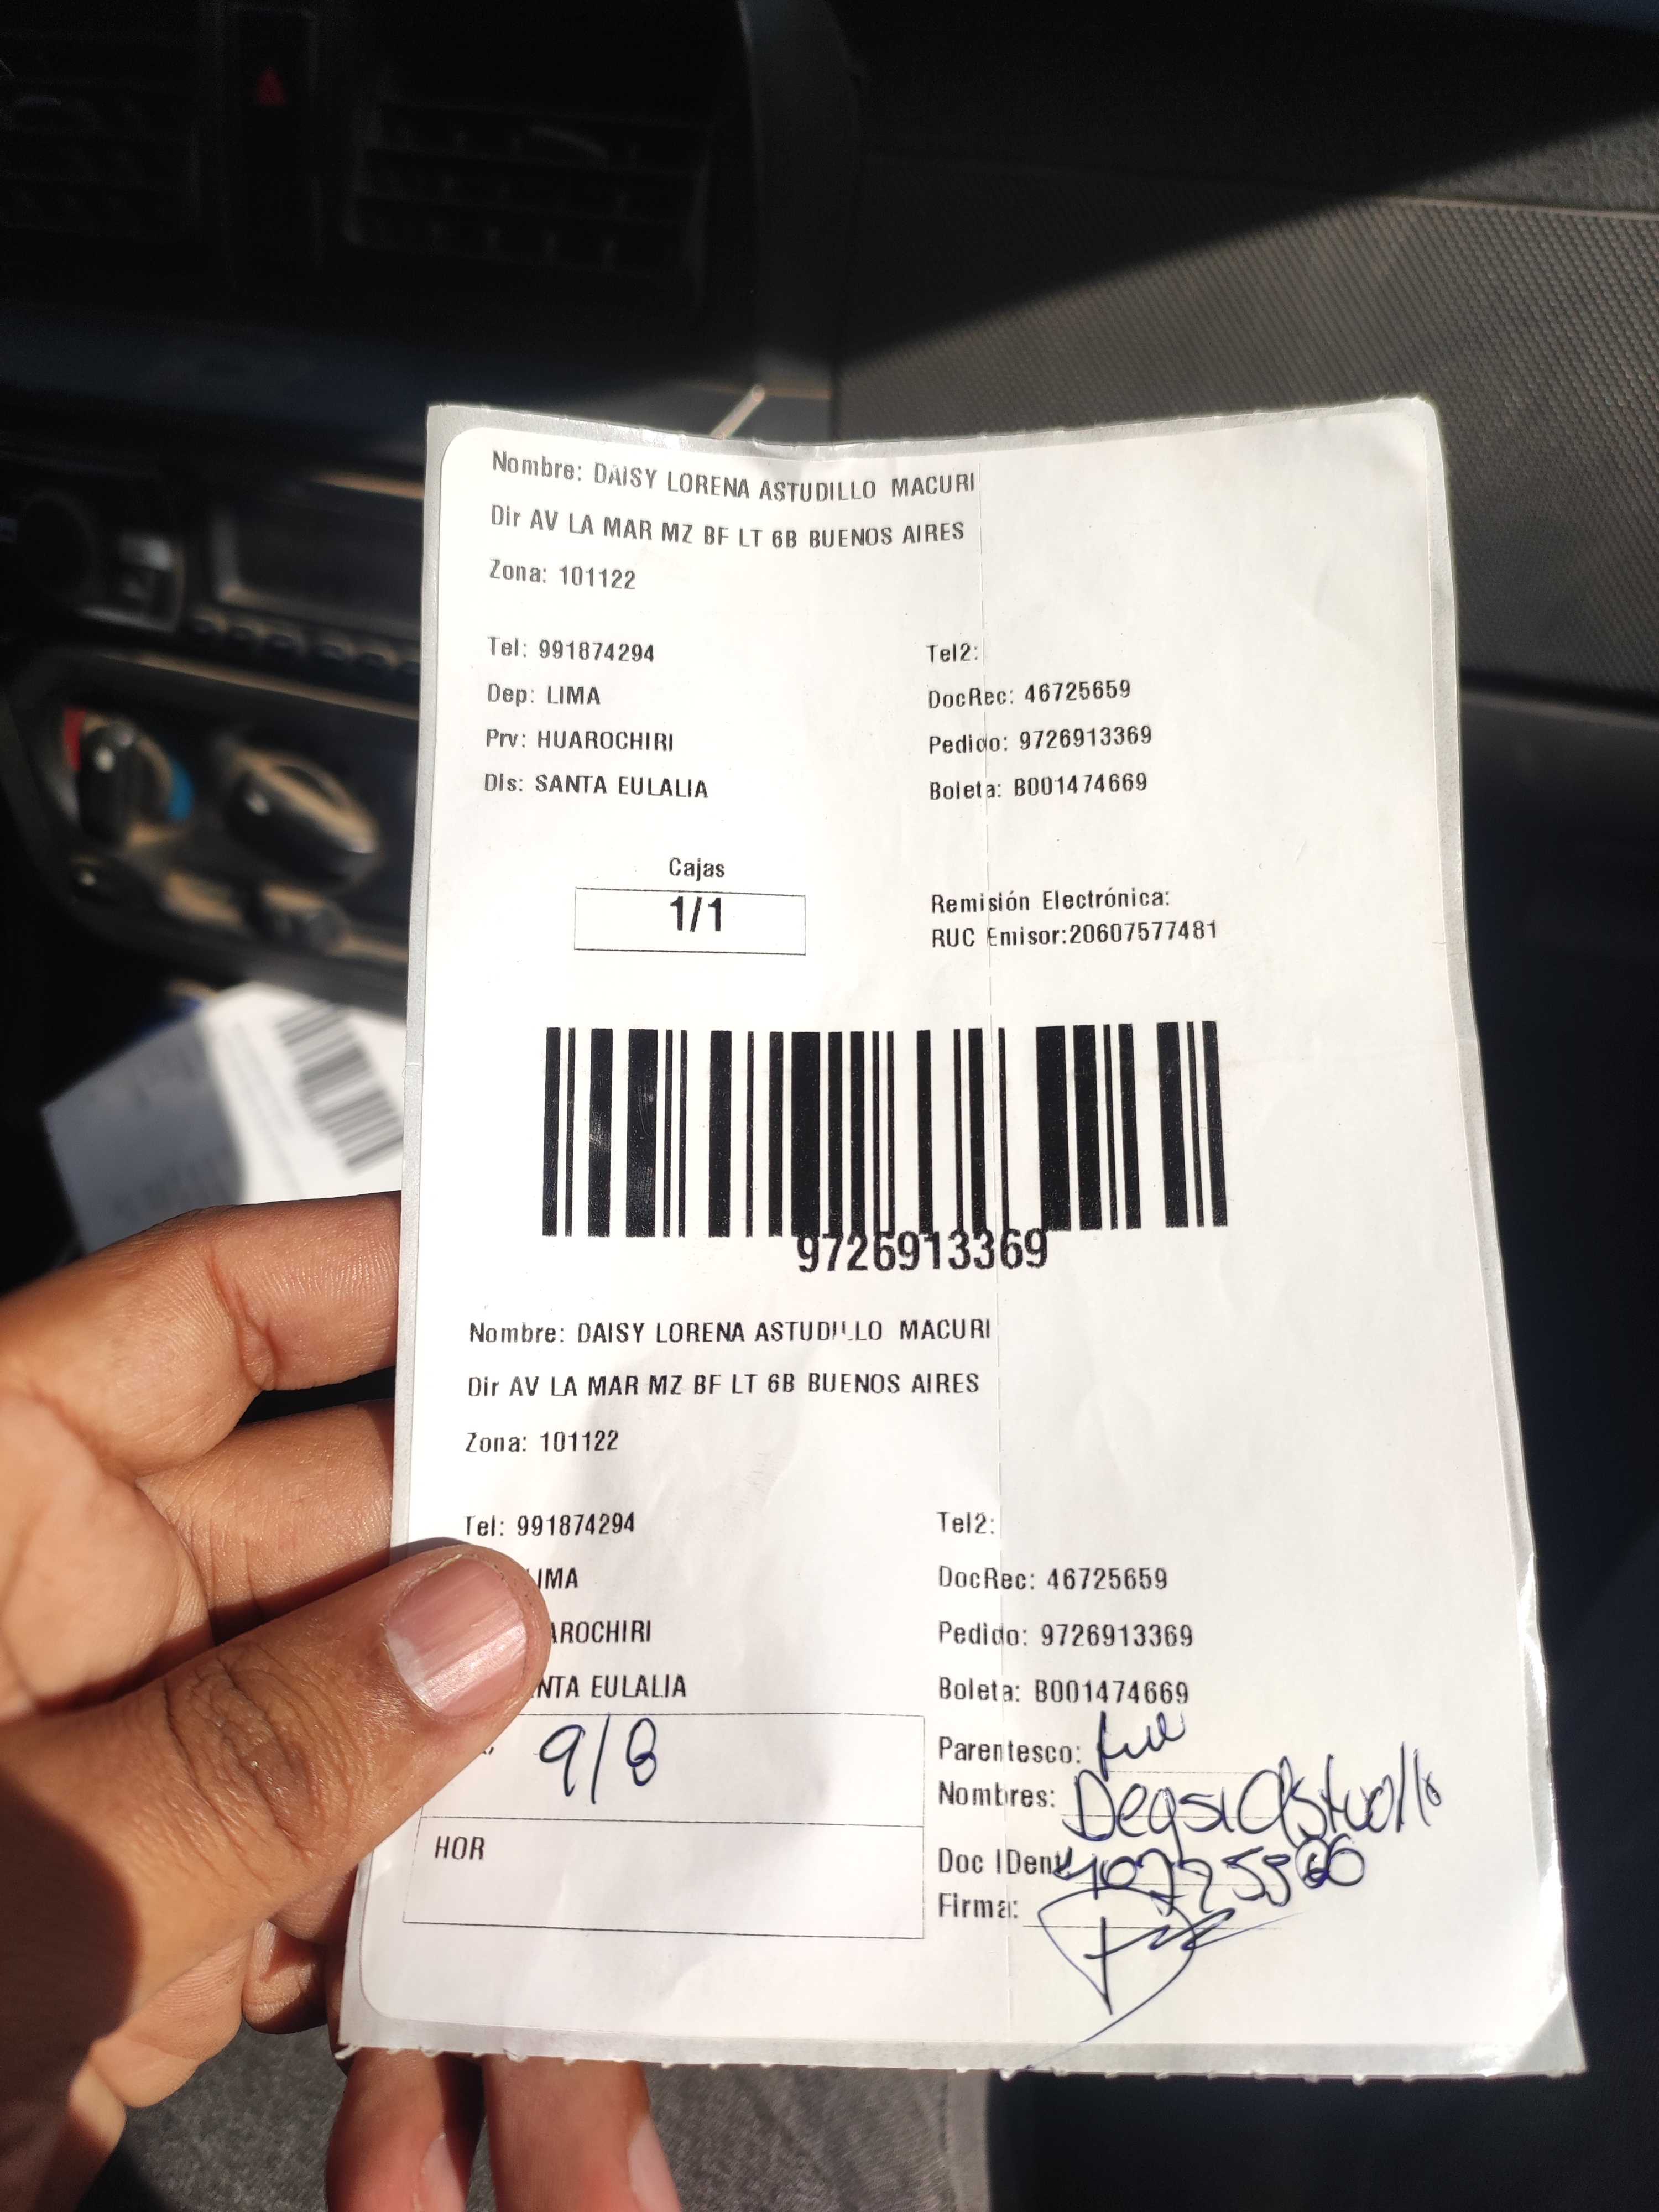 Nombre: DAISY LORENA ASTUDILLO MACURI
Dir AV LA MAR MZ BF LT 6B BUENOS AIRES
Zona: 101122
Tel: 991874294 Tel2:
Dep: LIMA DocRec: 46725659
Prv: HUAROCHIRI Pedido: 9726913369
Dis: SANTA EULALIA Boleta: B001474669
Cajas
1/1
Remisión Electrónica:
RUC Emisor:20607577481
9726913369
Nombre: DAISY LORENA ASTUDILLO MACURI
Dir AV LA MAR MZ BF LT 6B BUENOS AIRES
Zona: 101122
Tel: 991874294 Tel2:
IMA DocRec: 46725659
AROCHIRI Pedido: 9726913369
NTA EULALIA Boleta: B001474669
9/8
Parentesco:
Nombres:
HOR
Doc IDent
Firma: